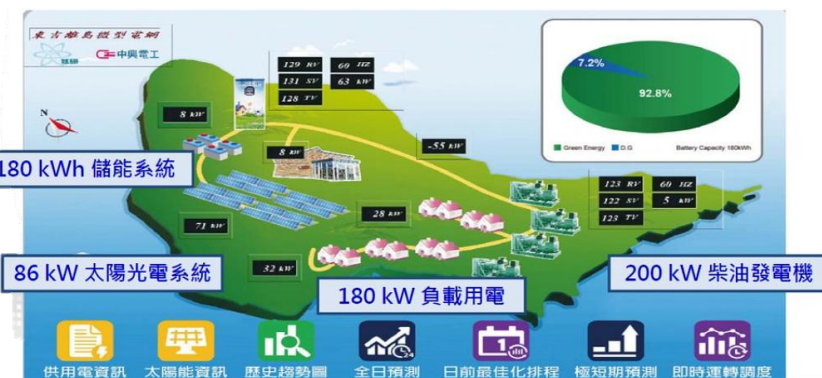 東吉離島微型電網
核研 中興電工
N
129 RV 60 HZ
131 SV 63 kW
128 TV
8 kW
8 kW
-55 kW
7.2%
92.8%
Green Energy D.G Battery Capacity 180kWh
180 kWh 儲能系統
123 RV 60 HZ
122 SV 5 kW
123 TV
28 kW
71 kW
32 kW
86 kW 太陽光電系統
180 kW 負載用電
200 kW 柴油發電機
供用電資訊 太陽能資訊 歷史趨勢圖 全日預測 日前最佳化排程 極短期預測 即時運轉調度